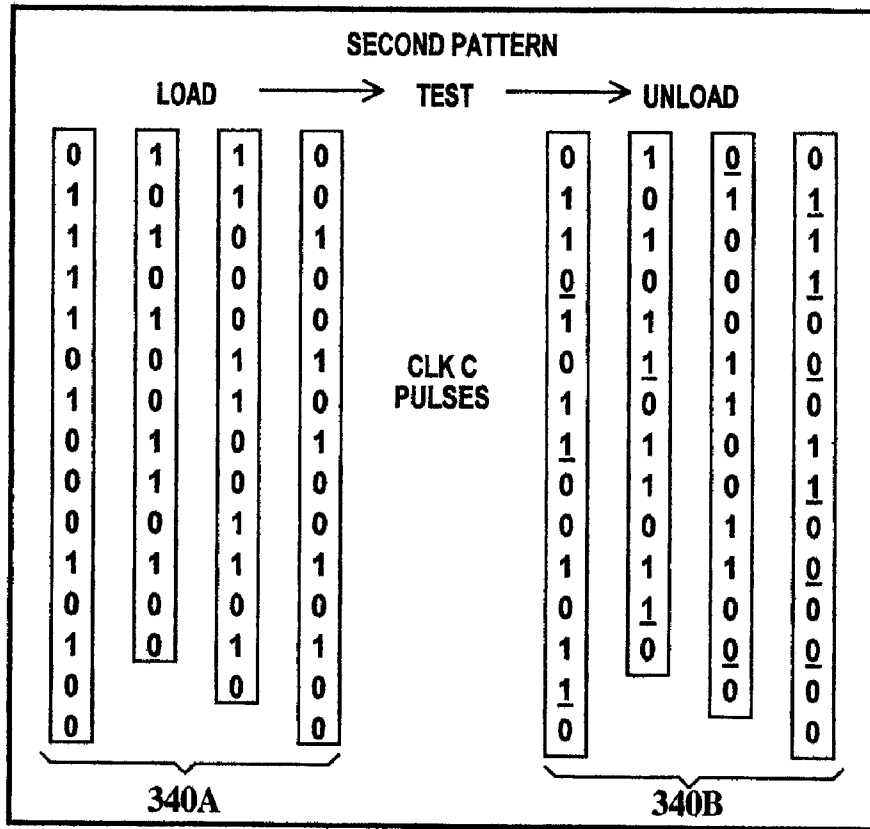 SECOND PATTERN
LOAD → TEST → UNLOAD
0 1 1 0 0 1 0 0
1 0 1 0 1 0 1 1
1 1 0 1 1 1 0 1
1 0 0 0 0 0 0 1
1 1 0 0 1 1 0 0
0 0 1 1 0 1 1 0
1 0 1 0 1 0 1 0
0 1 0 1 1 1 0 1
0 1 0 0 0 1 0 1
0 0 1 0 0 0 1 0
1 1 1 1 1 1 1 0
0 0 0 0 0 1 0 0
1 0 1 1 1 0 0 0
0 0 0 1 0 0
0 0 0 0
CLK C
PULSES
340A 340B